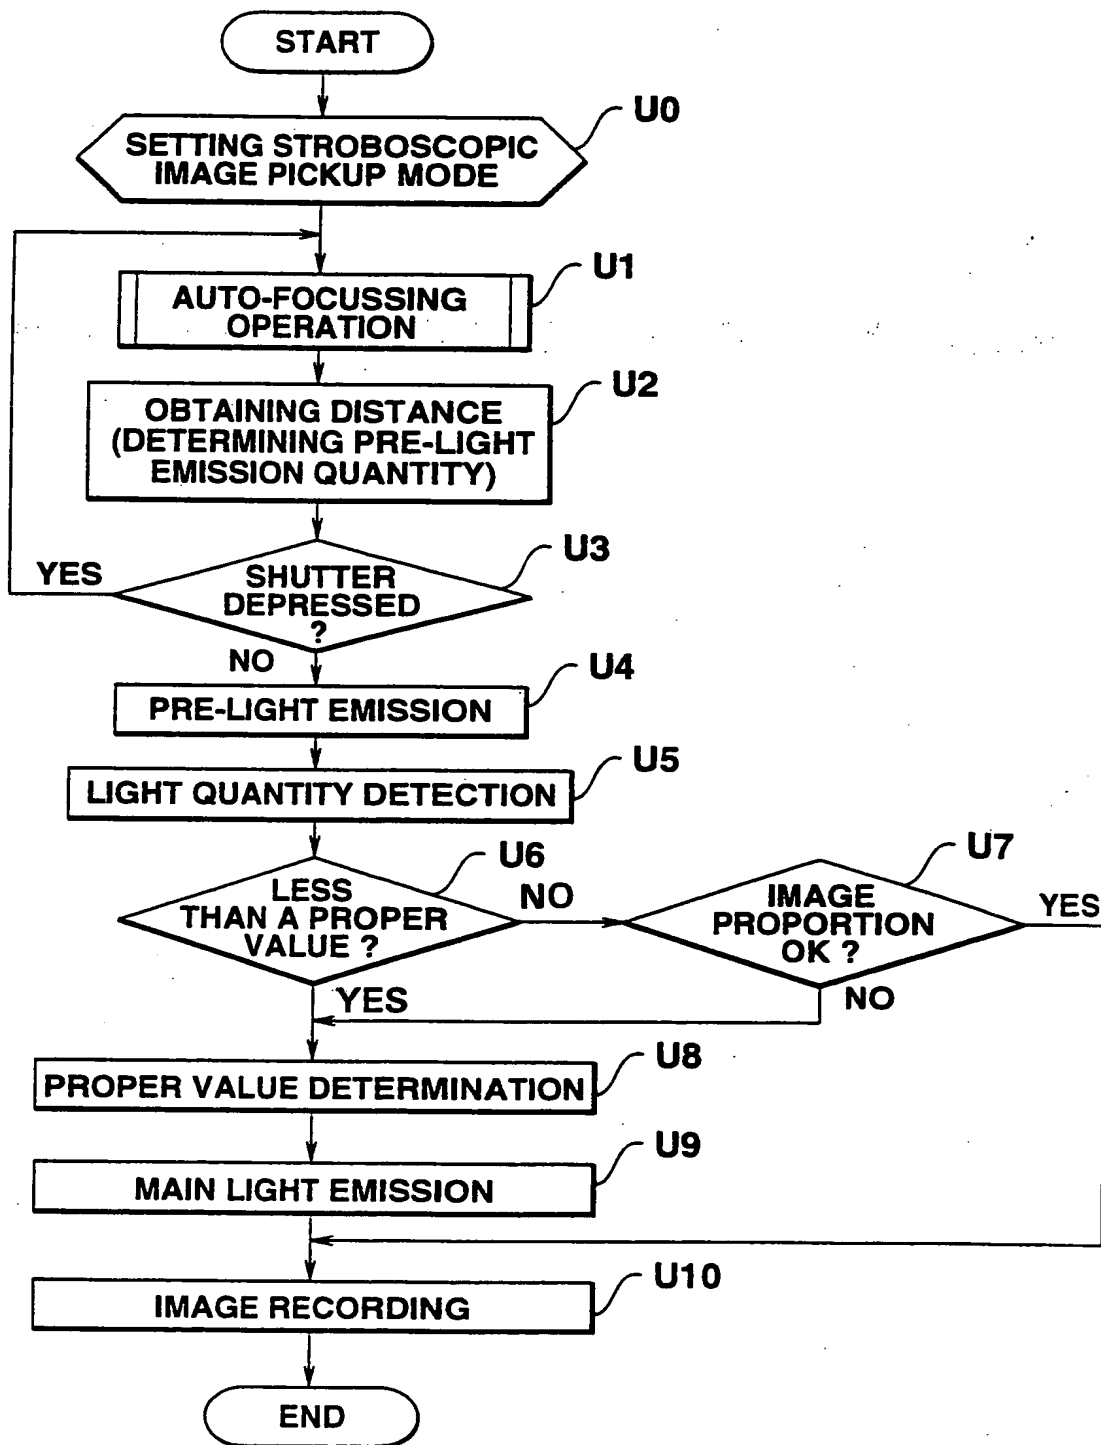 START
U0
SETTING STROBOSCOPIC
IMAGE PICKUP MODE
U1
AUTO-FOCUSSING
OPERATION
U2
OBTAINING DISTANCE
(DETERMINING PRE-LIGHT
EMISSION QUANTITY)
U3
YES
SHUTTER
DEPRESSED
?
NO
U4
PRE-LIGHT EMISSION
U5
LIGHT QUANTITY DETECTION
U6
LESS
THAN A PROPER
VALUE ?
NO
U7
IMAGE
PROPORTION
OK ?
YES
YES
NO
U8
PROPER VALUE DETERMINATION
U9
MAIN LIGHT EMISSION
U10
IMAGE RECORDING
END